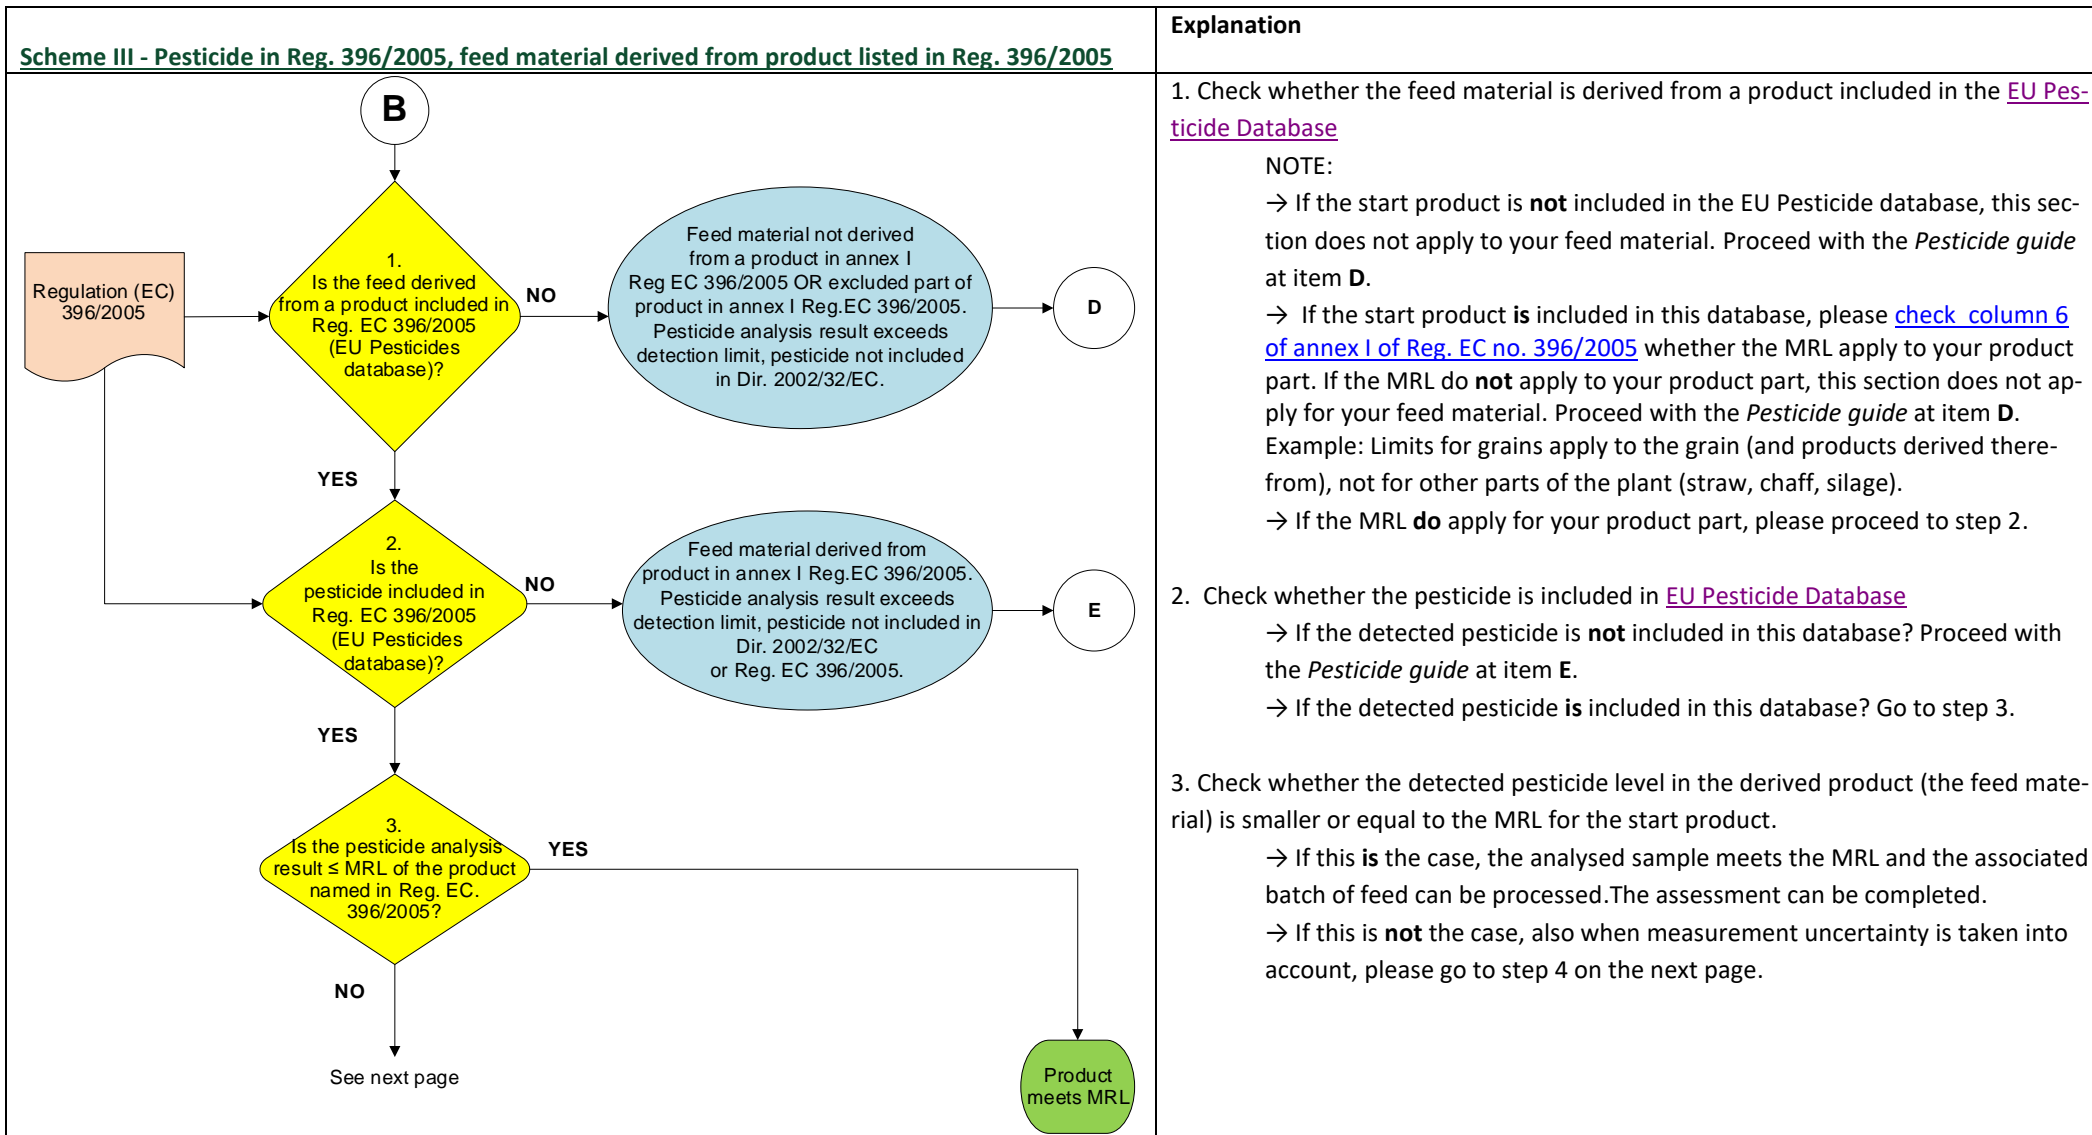 Scheme III - Pesticide in Reg. 396/2005, feed material derived from product listed in Reg. 396/2005
B
Regulation (EC)
396/2005
1.
Is the feed derived
from a product included in
Reg. EC 396/2005
(EU Pesticides
database)?
NO
Feed material not derived
from a product in annex I
Reg EC 396/2005 OR excluded part of
product in annex I Reg.EC 396/2005.
Pesticide analysis result exceeds
detection limit, pesticide not included
in Dir. 2002/32/EC.
D
YES
2.
Is the
pesticide included in
Reg. EC 396/2005
(EU Pesticides
database)?
NO
Feed material derived from
product in annex I Reg.EC 396/2005.
Pesticide analysis result exceeds
detection limit, pesticide not included in
Dir. 2002/32/EC
or Reg. EC 396/2005.
E
YES
3.
Is the pesticide analysis
result ≤ MRL of the product
named in Reg. EC.
396/2005?
YES
NO
See next page
Product
meets MRL
Explanation
1. Check whether the feed material is derived from a product included in the EU Pes-
ticide Database
NOTE:
→ If the start product is not included in the EU Pesticide database, this sec-
tion does not apply to your feed material. Proceed with the Pesticide guide
at item D.
→ If the start product is included in this database, please check column 6
of annex I of Reg. EC no. 396/2005 whether the MRL apply to your product
part. If the MRL do not apply to your product part, this section does not ap-
ply for your feed material. Proceed with the Pesticide guide at item D.
Example: Limits for grains apply to the grain (and products derived there-
from), not for other parts of the plant (straw, chaff, silage).
→ If the MRL do apply for your product part, please proceed to step 2.
2. Check whether the pesticide is included in EU Pesticide Database
→ If the detected pesticide is not included in this database? Proceed with
the Pesticide guide at item E.
→ If the detected pesticide is included in this database? Go to step 3.
3. Check whether the detected pesticide level in the derived product (the feed mate-
rial) is smaller or equal to the MRL for the start product.
→ If this is the case, the analysed sample meets the MRL and the associated
batch of feed can be processed.The assessment can be completed.
→ If this is not the case, also when measurement uncertainty is taken into
account, please go to step 4 on the next page.